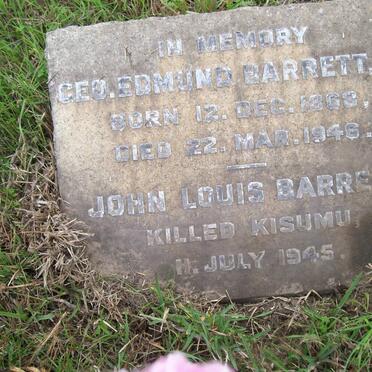 IN MEMORY
GEO. EDMUND BARRETT.
BORN 12. DEC. 1869,
DIED 22. MAR. 1946.
JOHN LOUIS BARRE
KILLED KISUMU
11. JULY 1945.